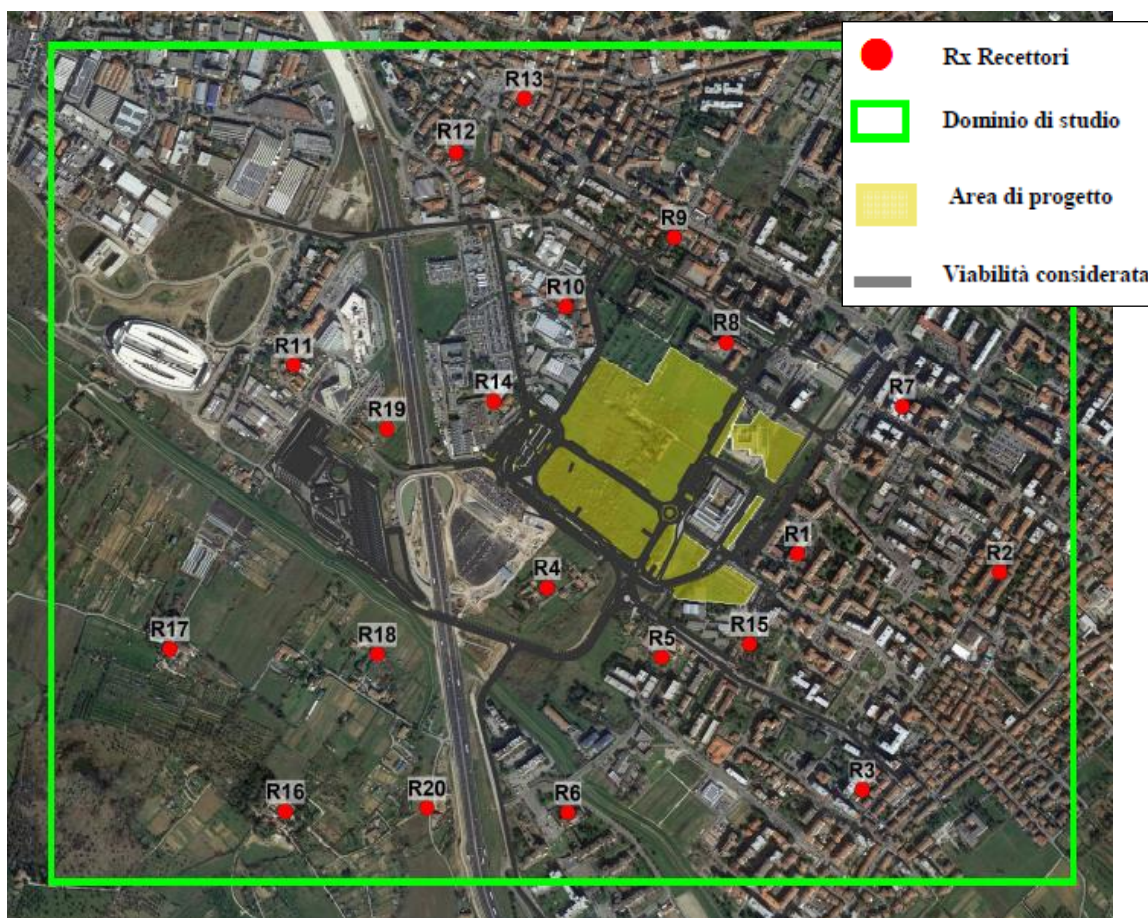 Rx Recettori
Dominio di studio
Area di progetto
Viabilità considerata
R13
R12
R9
R10
R8
R11
R14
R7
R19
R1
R2
R4
R17
R18
R5
R15
R3
R16
R20
R6